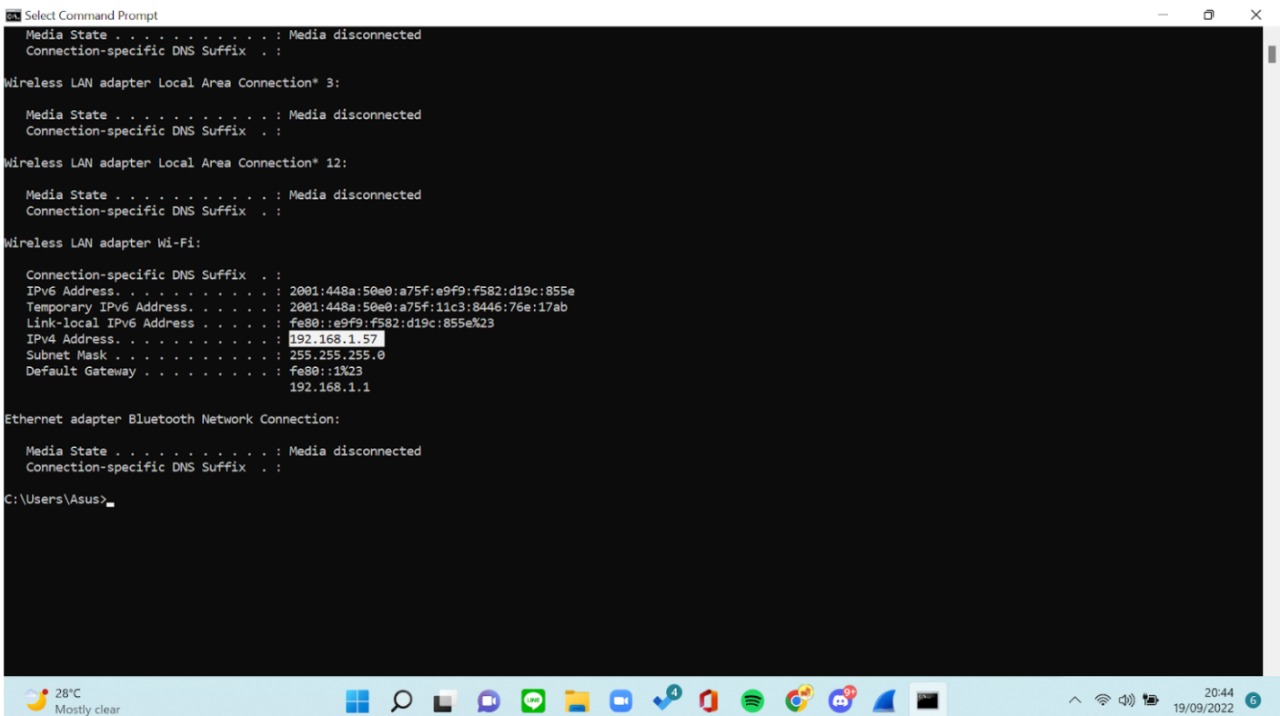 Select Command Prompt
Media State . . . . . . . . . . . : Media disconnected
Connection-specific DNS Suffix  . :
Wireless LAN adapter Local Area Connection* 3:
Media State . . . . . . . . . . . : Media disconnected
Connection-specific DNS Suffix  . :
Wireless LAN adapter Local Area Connection* 12:
Media State . . . . . . . . . . . : Media disconnected
Connection-specific DNS Suffix  . :
Wireless LAN adapter Wi-Fi:
Connection-specific DNS Suffix  . :
IPv6 Address. . . . . . . . . . . : 2001:448a:50e0:a75f:e9f9:f582:d19c:855e
Temporary IPv6 Address. . . . . . : 2001:448a:50e0:a75f:11c3:8446:76e:17ab
Link-local IPv6 Address . . . . . : fe80::e9f9:f582:d19c:855e%23
IPv4 Address. . . . . . . . . . . : 192.168.1.57
Subnet Mask . . . . . . . . . . . : 255.255.255.0
Default Gateway . . . . . . . . . : fe80::1%23
192.168.1.1
Ethernet adapter Bluetooth Network Connection:
Media State . . . . . . . . . . . : Media disconnected
Connection-specific DNS Suffix  . :
C:\Users\Asus>
28°C
Mostly clear
LINE
4
9+
20:44
19/09/2022
6